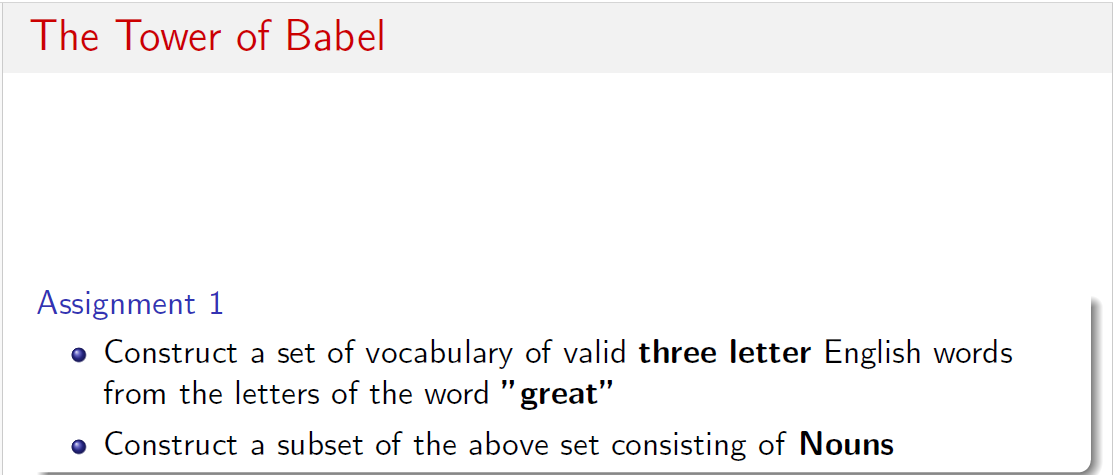 The Tower of Babel
Assignment 1
Construct a set of vocabulary of valid three letter English words
from the letters of the word ”great”
Construct a subset of the above set consisting of Nouns